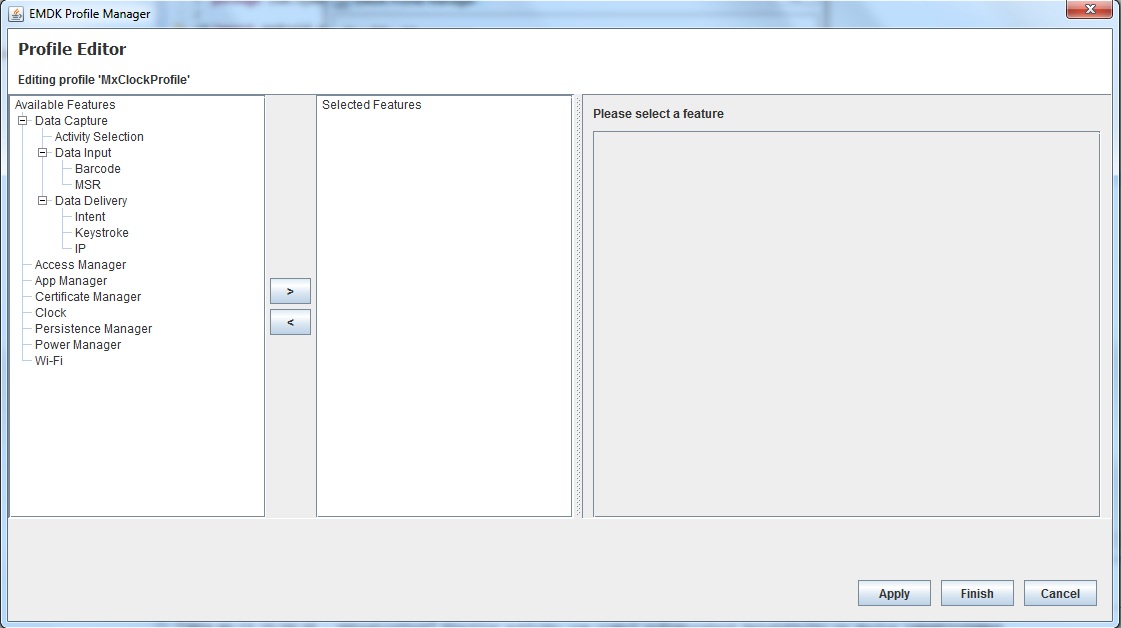 EMDK Profile Manager
Profile Editor
Editing profile 'MxClockProfile'
Available Features
Data Capture
Activity Selection
Data Input
Barcode
MSR
Data Delivery
Intent
Keystroke
IP
Access Manager
App Manager
Certificate Manager
Clock
Persistence Manager
Power Manager
Wi-Fi
>
<
Selected Features
Please select a feature
Apply Finish Cancel